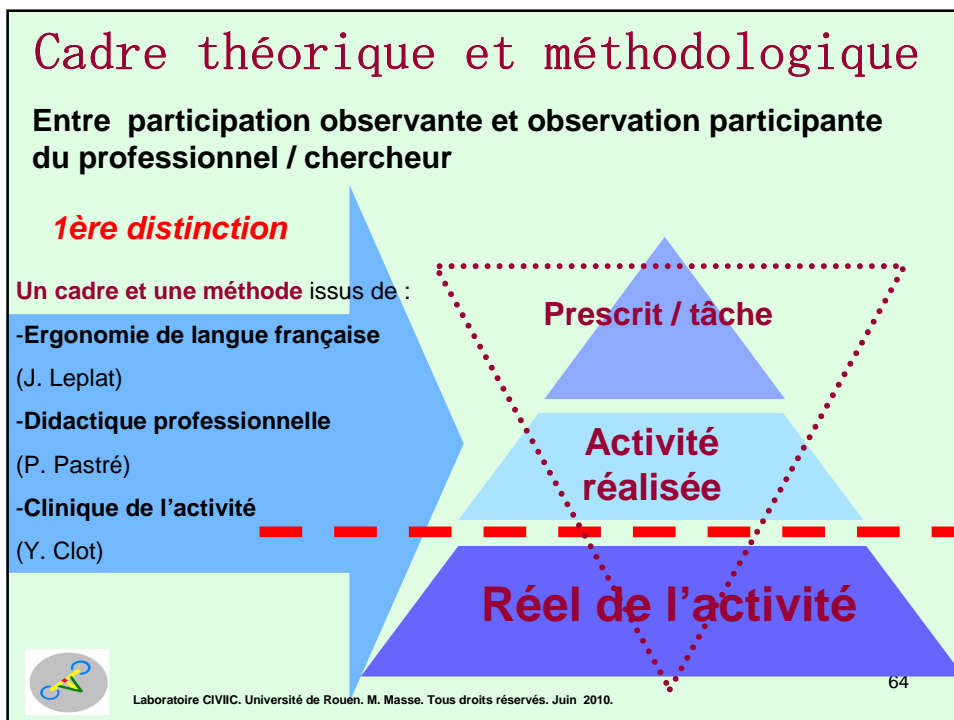 Cadre théorique et méthodologique
Entre participation observante et observation participante
du professionnel / chercheur
1ère distinction
Un cadre et une méthode issus de :
-Ergonomie de langue française
(J. Leplat)
-Didactique professionnelle
(P. Pastré)
-Clinique de l’activité
(Y. Clot)
Prescrit / tâche
Activité
réalisée
Réel de l’activité
64
Laboratoire CIVIIC. Université de Rouen. M. Masse. Tous droits réservés. Juin 2010.